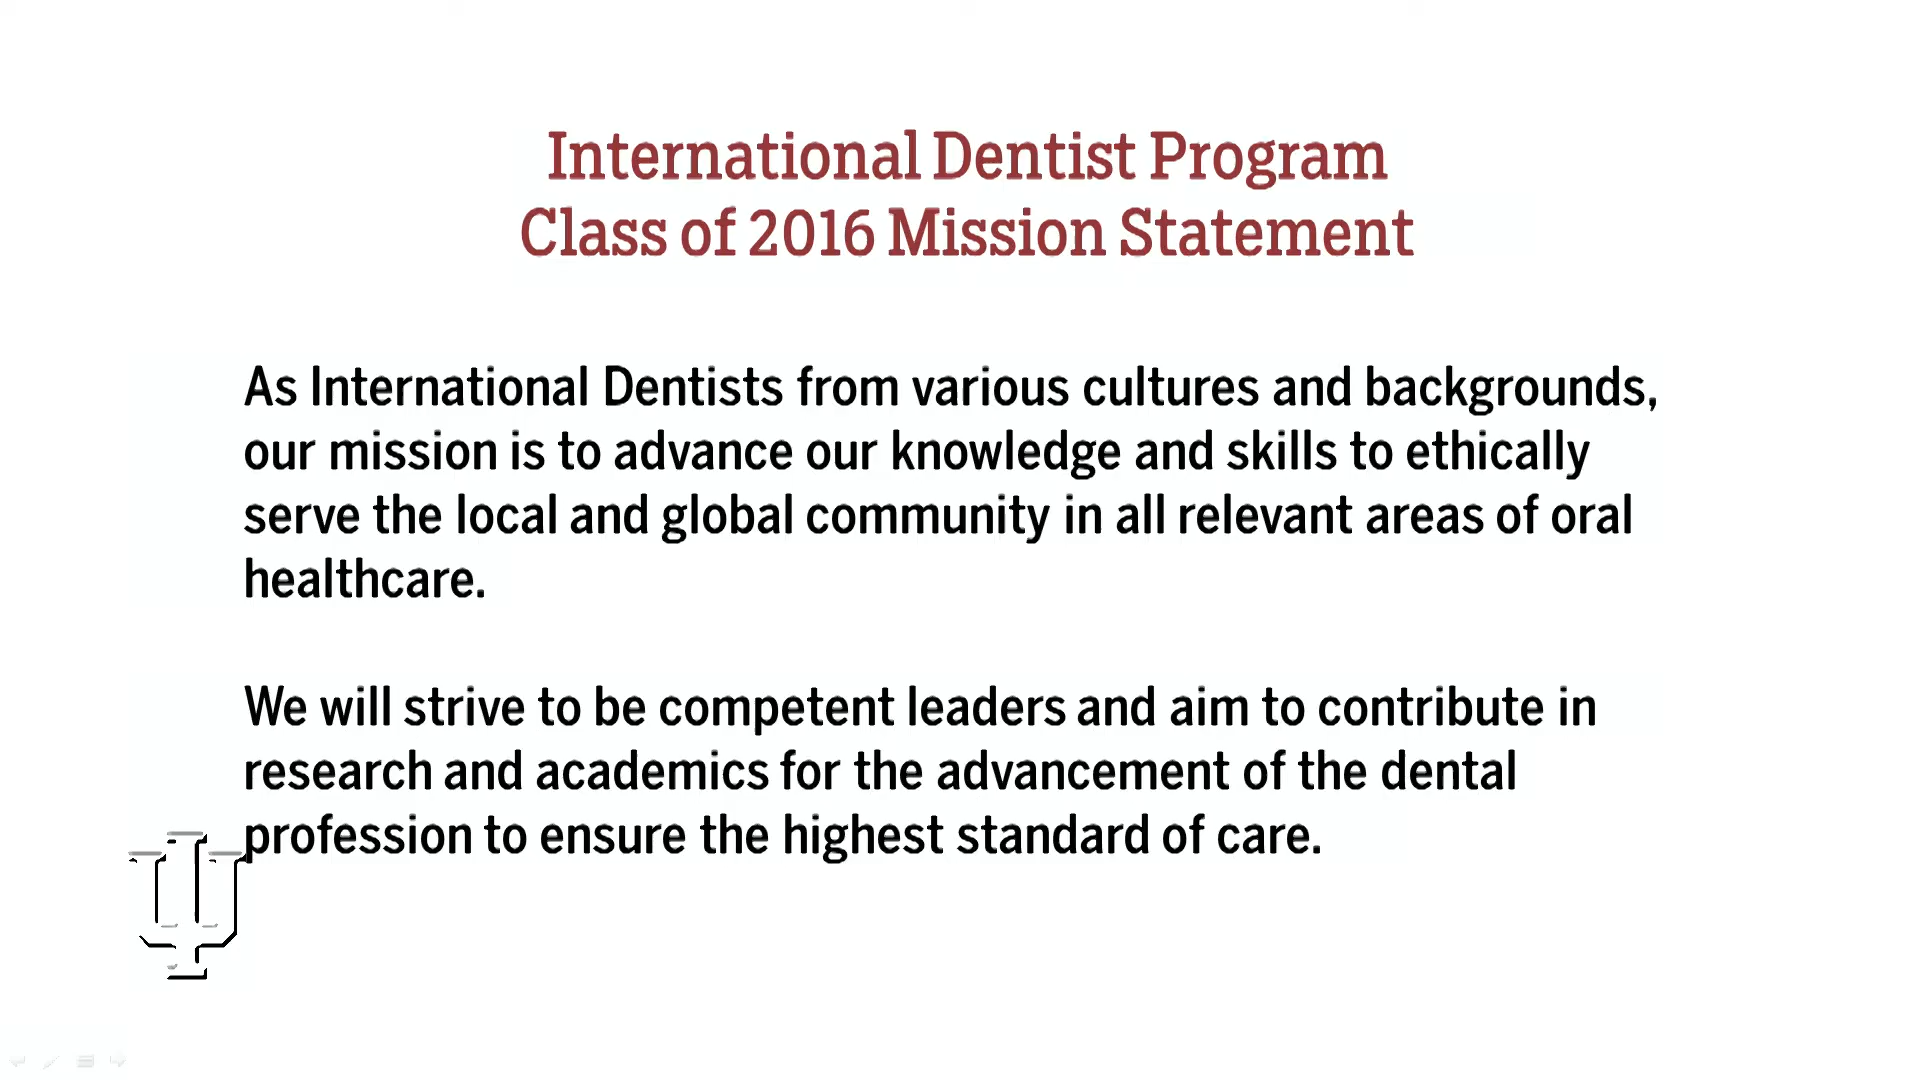 International Dentist Program
Class of 2016 Mission Statement
As International Dentists from various cultures and backgrounds,
our mission is to advance our knowledge and skills to ethically
serve the local and global community in all relevant areas of oral
healthcare.
We will strive to be competent leaders and aim to contribute in
research and academics for the advancement of the dental
profession to ensure the highest standard of care.